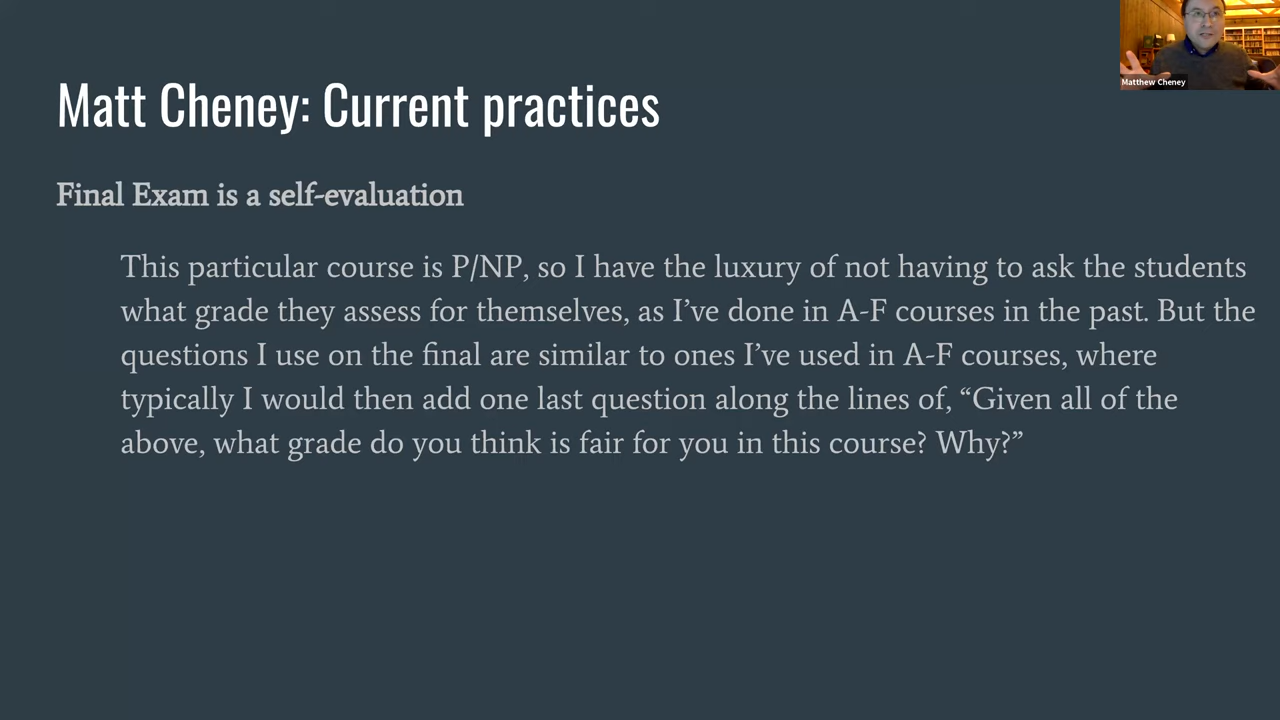 Matthew Cheney
Matt Cheney: Current practices
Final Exam is a self-evaluation
This particular course is P/NP, so I have the luxury of not having to ask the students
what grade they assess for themselves, as I’ve done in A-F courses in the past. But the
questions I use on the final are similar to ones I’ve used in A-F courses, where
typically I would then add one last question along the lines of, “Given all of the
above, what grade do you think is fair for you in this course? Why?”